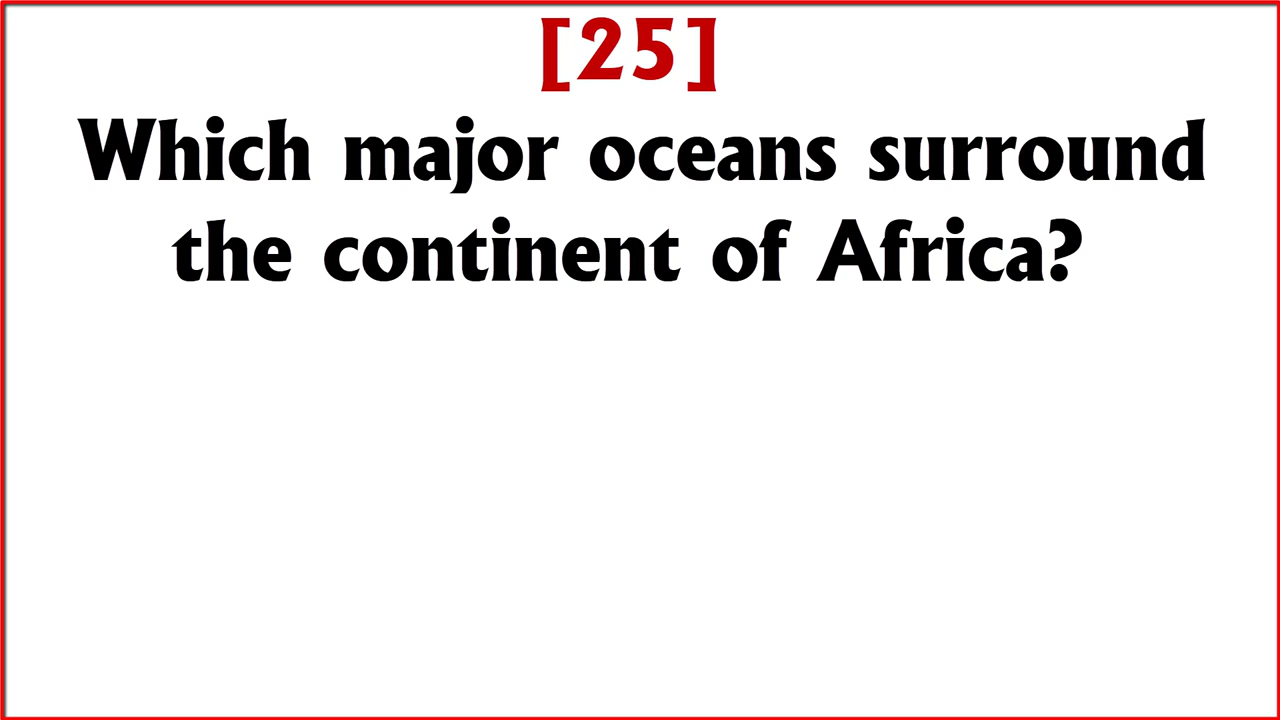 [25]
Which major oceans surround
the continent of Africa?